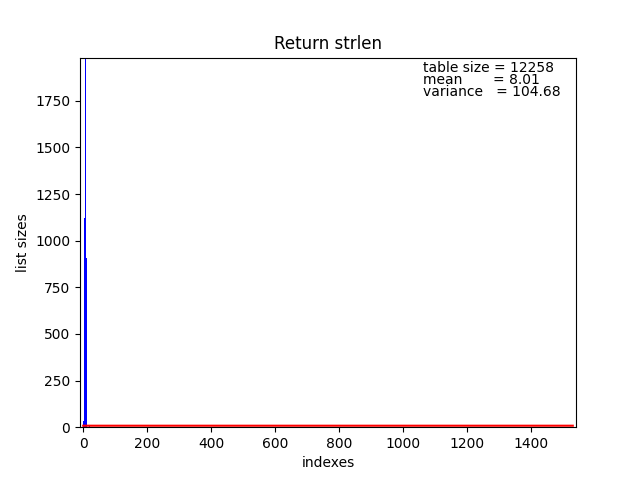 Return strlen
table size = 12258
mean = 8.01
variance = 104.68
list sizes
1750
1500
1250
1000
750
500
250
0
0 200 400 600 800 1000 1200 1400
indexes